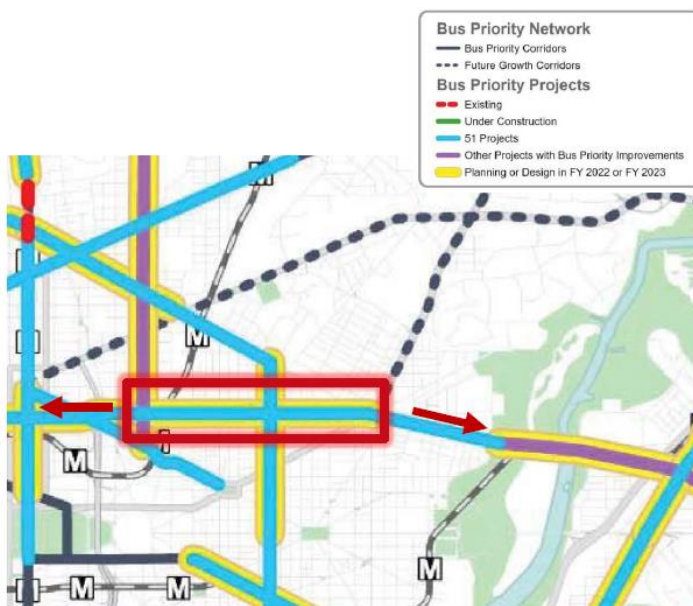 Bus Priority Network
Bus Priority Corridors
Future Growth Corridors
Bus Priority Projects
Existing
Under Construction
51 Projects
Other Projects with Bus Priority Improvements
Planning or Design in FY 2022 or FY 2023
M
M
M
M
M
M
M
M